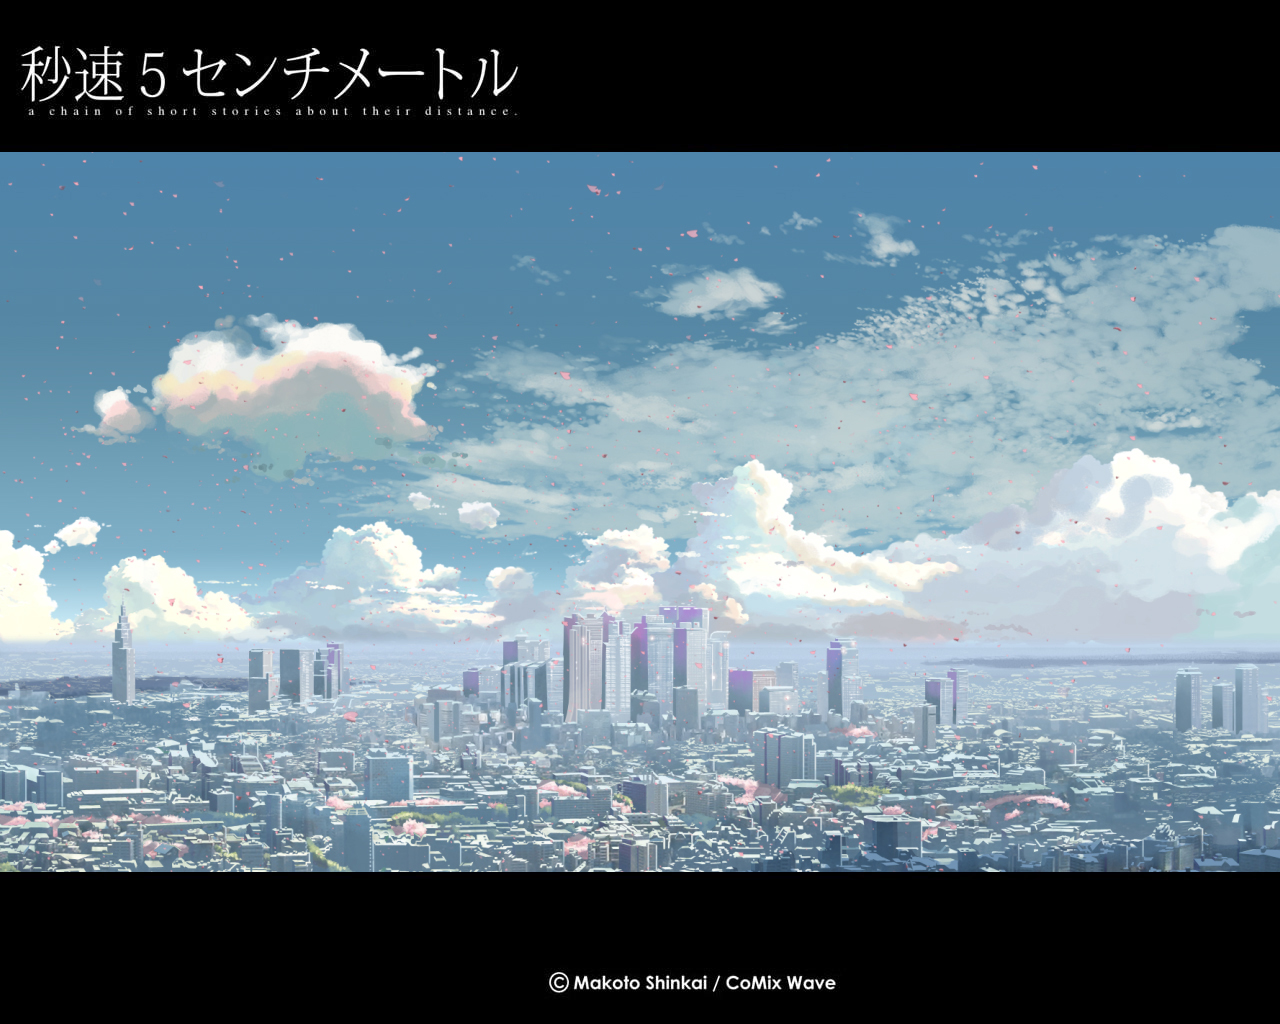 秒速5センチメートル
a chain of short stories about their distance.
© Makoto Shinkai / CoMix Wave